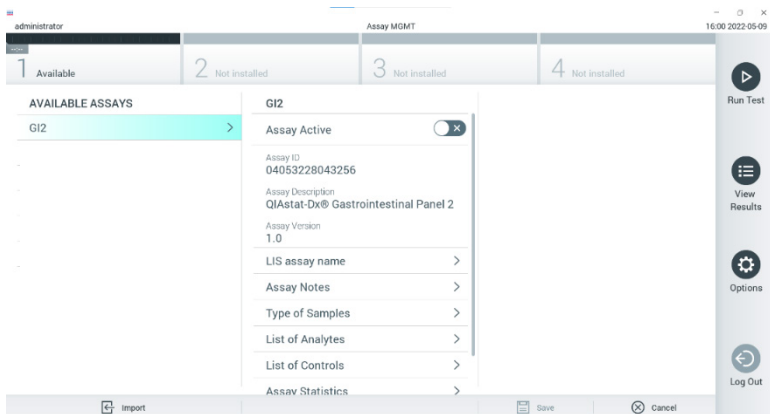 administrator
Assay MGMT
16:00 2022-05-09
1 Available
2 Not installed
3 Not installed
4 Not installed
AVAILABLE ASSAYS
GI2
GI2
Assay Active
Assay ID
04053228043256
Assay Description
QIAstat-Dx® Gastrointestinal Panel 2
Assay Version
1.0
LIS assay name
Assay Notes
Type of Samples
List of Analytes
List of Controls
Assay Statistics
Run Test
View
Results
Options
Log Out
Import
Save
Cancel